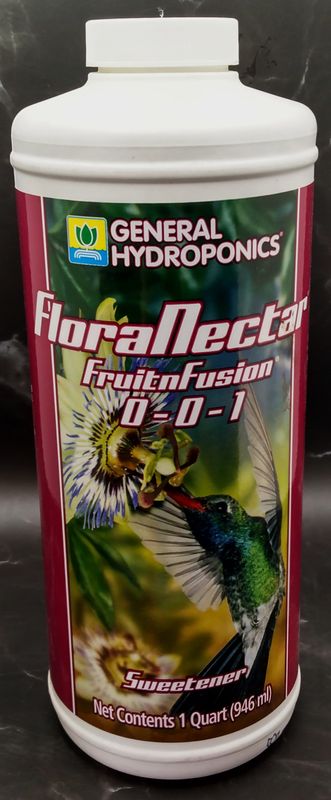 GENERAL
HYDROPONICS®
FloraNectar
FruitnFusion
0-0-1
Sweetener
Net Contents 1 Quart (946 ml)